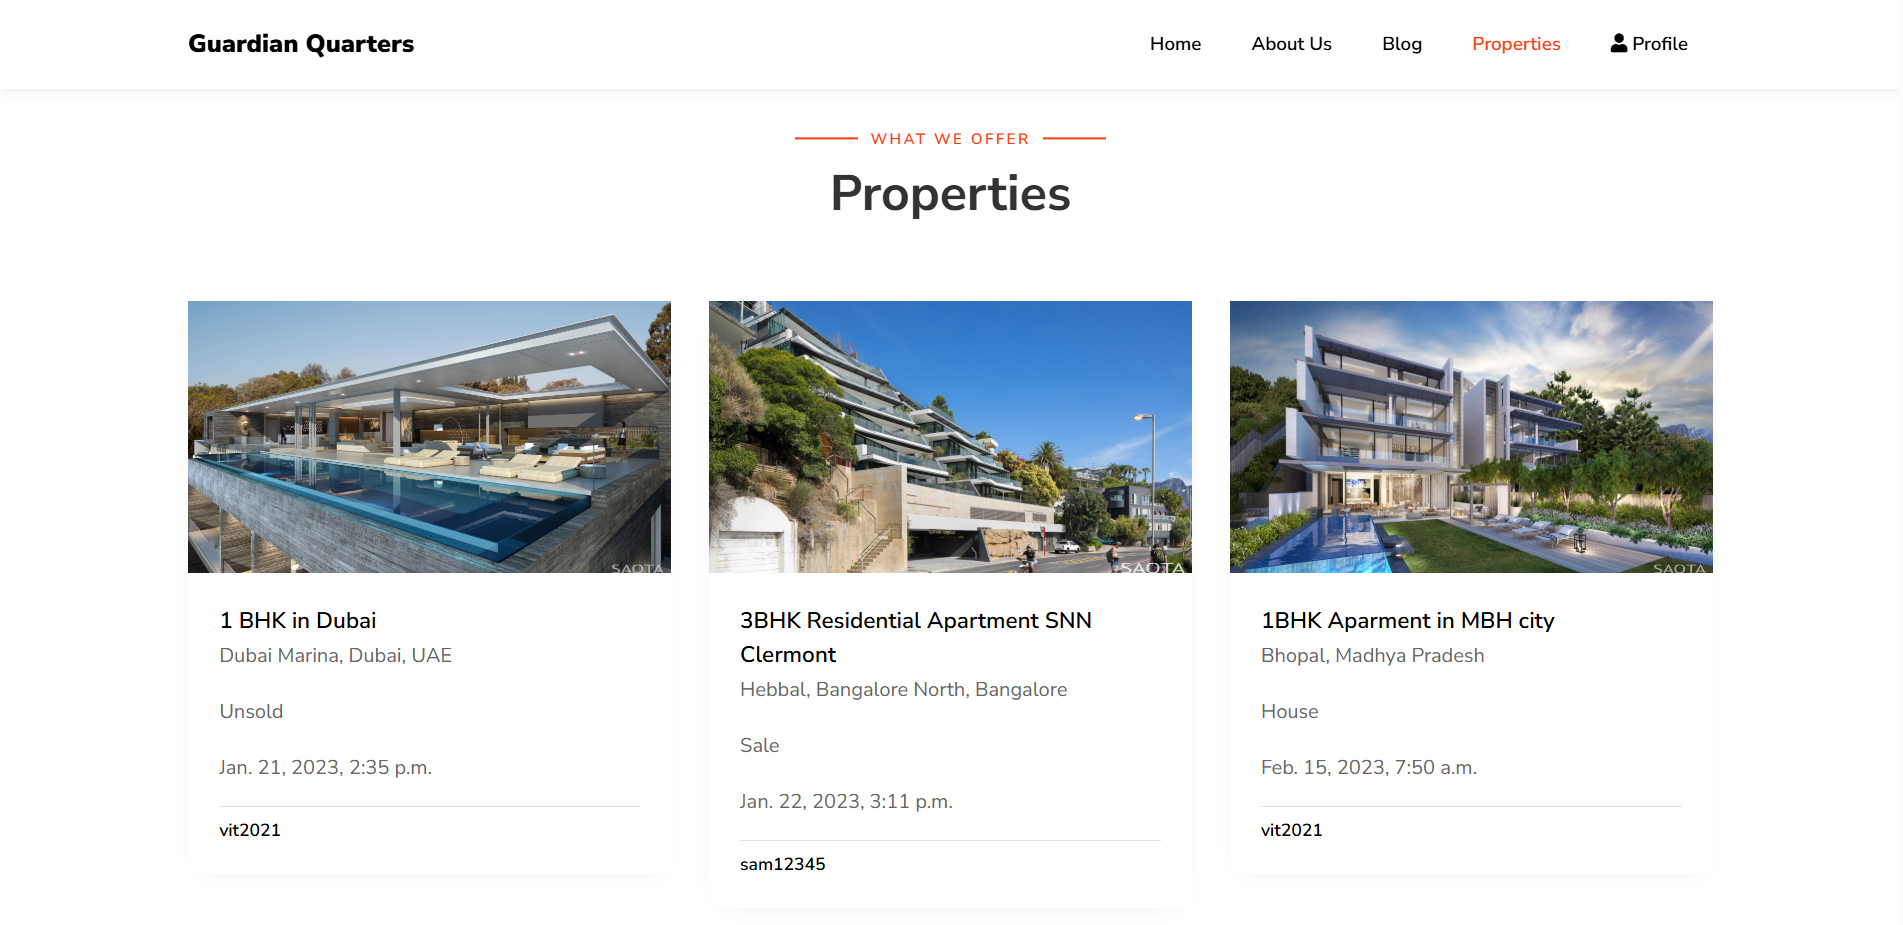 Guardian Quarters
Home
About Us
Blog
Properties
Profile
WHAT WE OFFER
Properties
SAOTA
SAOTA
SAOTA
1 BHK in Dubai
Dubai Marina, Dubai, UAE
Unsold
Jan. 21, 2023, 2:35 p.m.
vit2021
3BHK Residential Apartment SNN
Clermont
Hebbal, Bangalore North, Bangalore
Sale
Jan. 22, 2023, 3:11 p.m.
sam12345
1BHK Aparment in MBH city
Bhopal, Madhya Pradesh
House
Feb. 15, 2023, 7:50 a.m.
vit2021